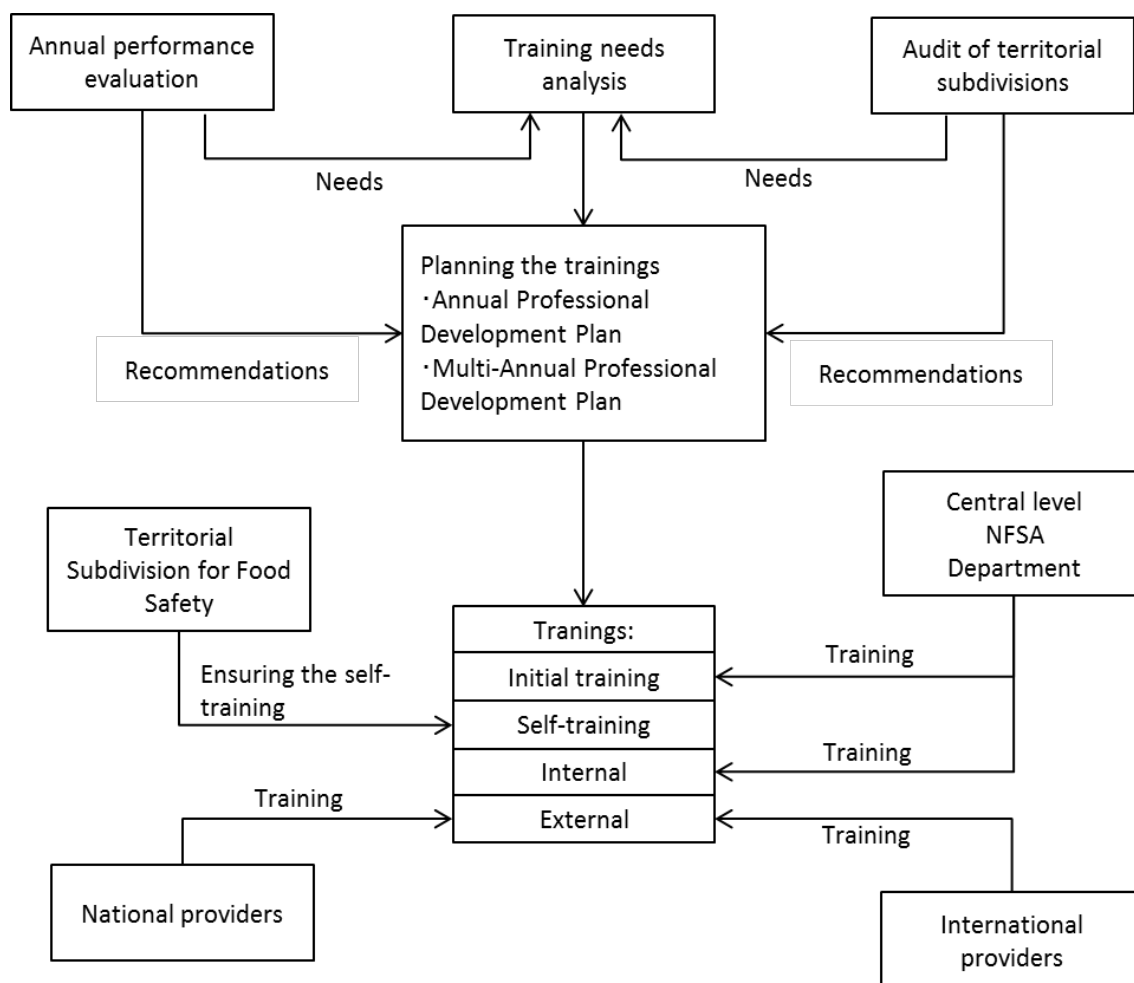 Annual performance
evaluation
Training needs
analysis
Audit of territorial
subdivisions
Needs
Needs
Planning the trainings
·Annual Professional
Development Plan
·Multi-Annual Professional
Development Plan
Recommendations
Recommendations
Territorial
Subdivision for Food
Safety
Central level
NFSA
Department
Ensuring the self-
training
Tranings:
Initial training
Self-training
Internal
External
Training
Training
Training
Training
National providers
International
providers